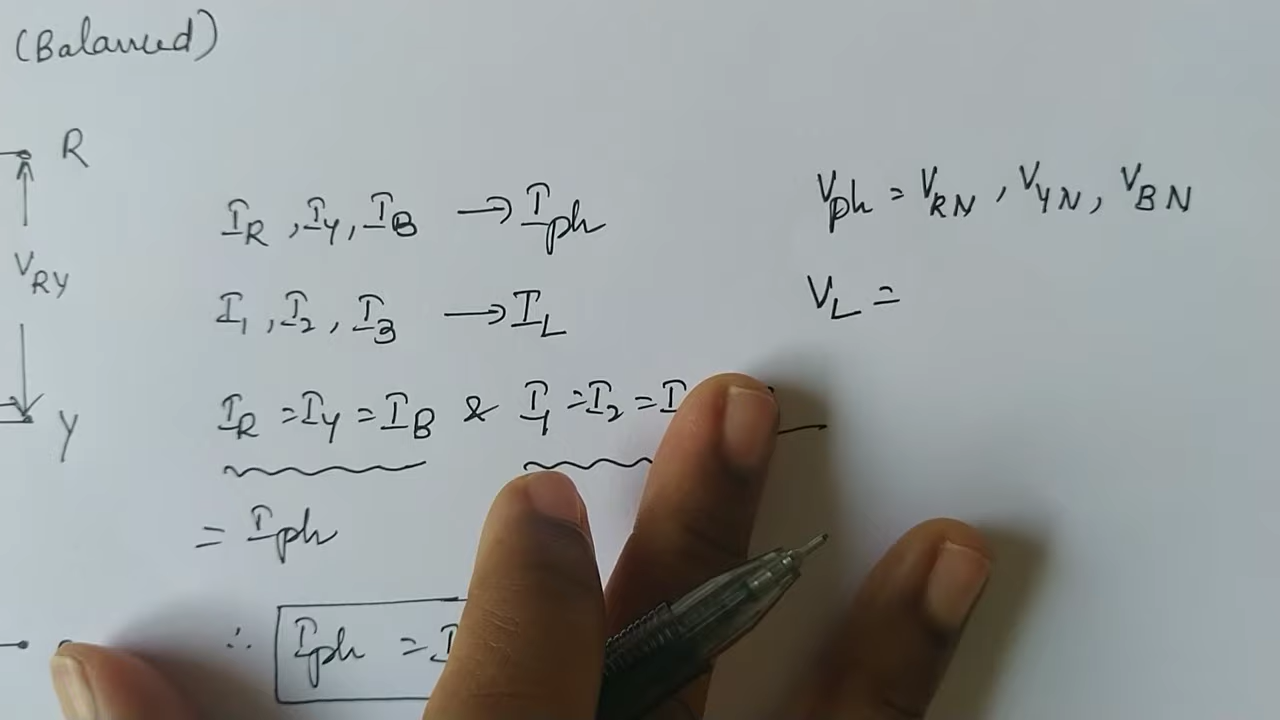 (Balanced)
R
V_RY
Y
I_R , I_Y , I_B → I_ph
I_1 , I_2 , I_3 → I_L
I_R = I_Y = I_B & I_1 = I_2 = I
= I_ph
∴ I_ph = I
V_ph = V_RN , V_YN , V_BN
V_L =